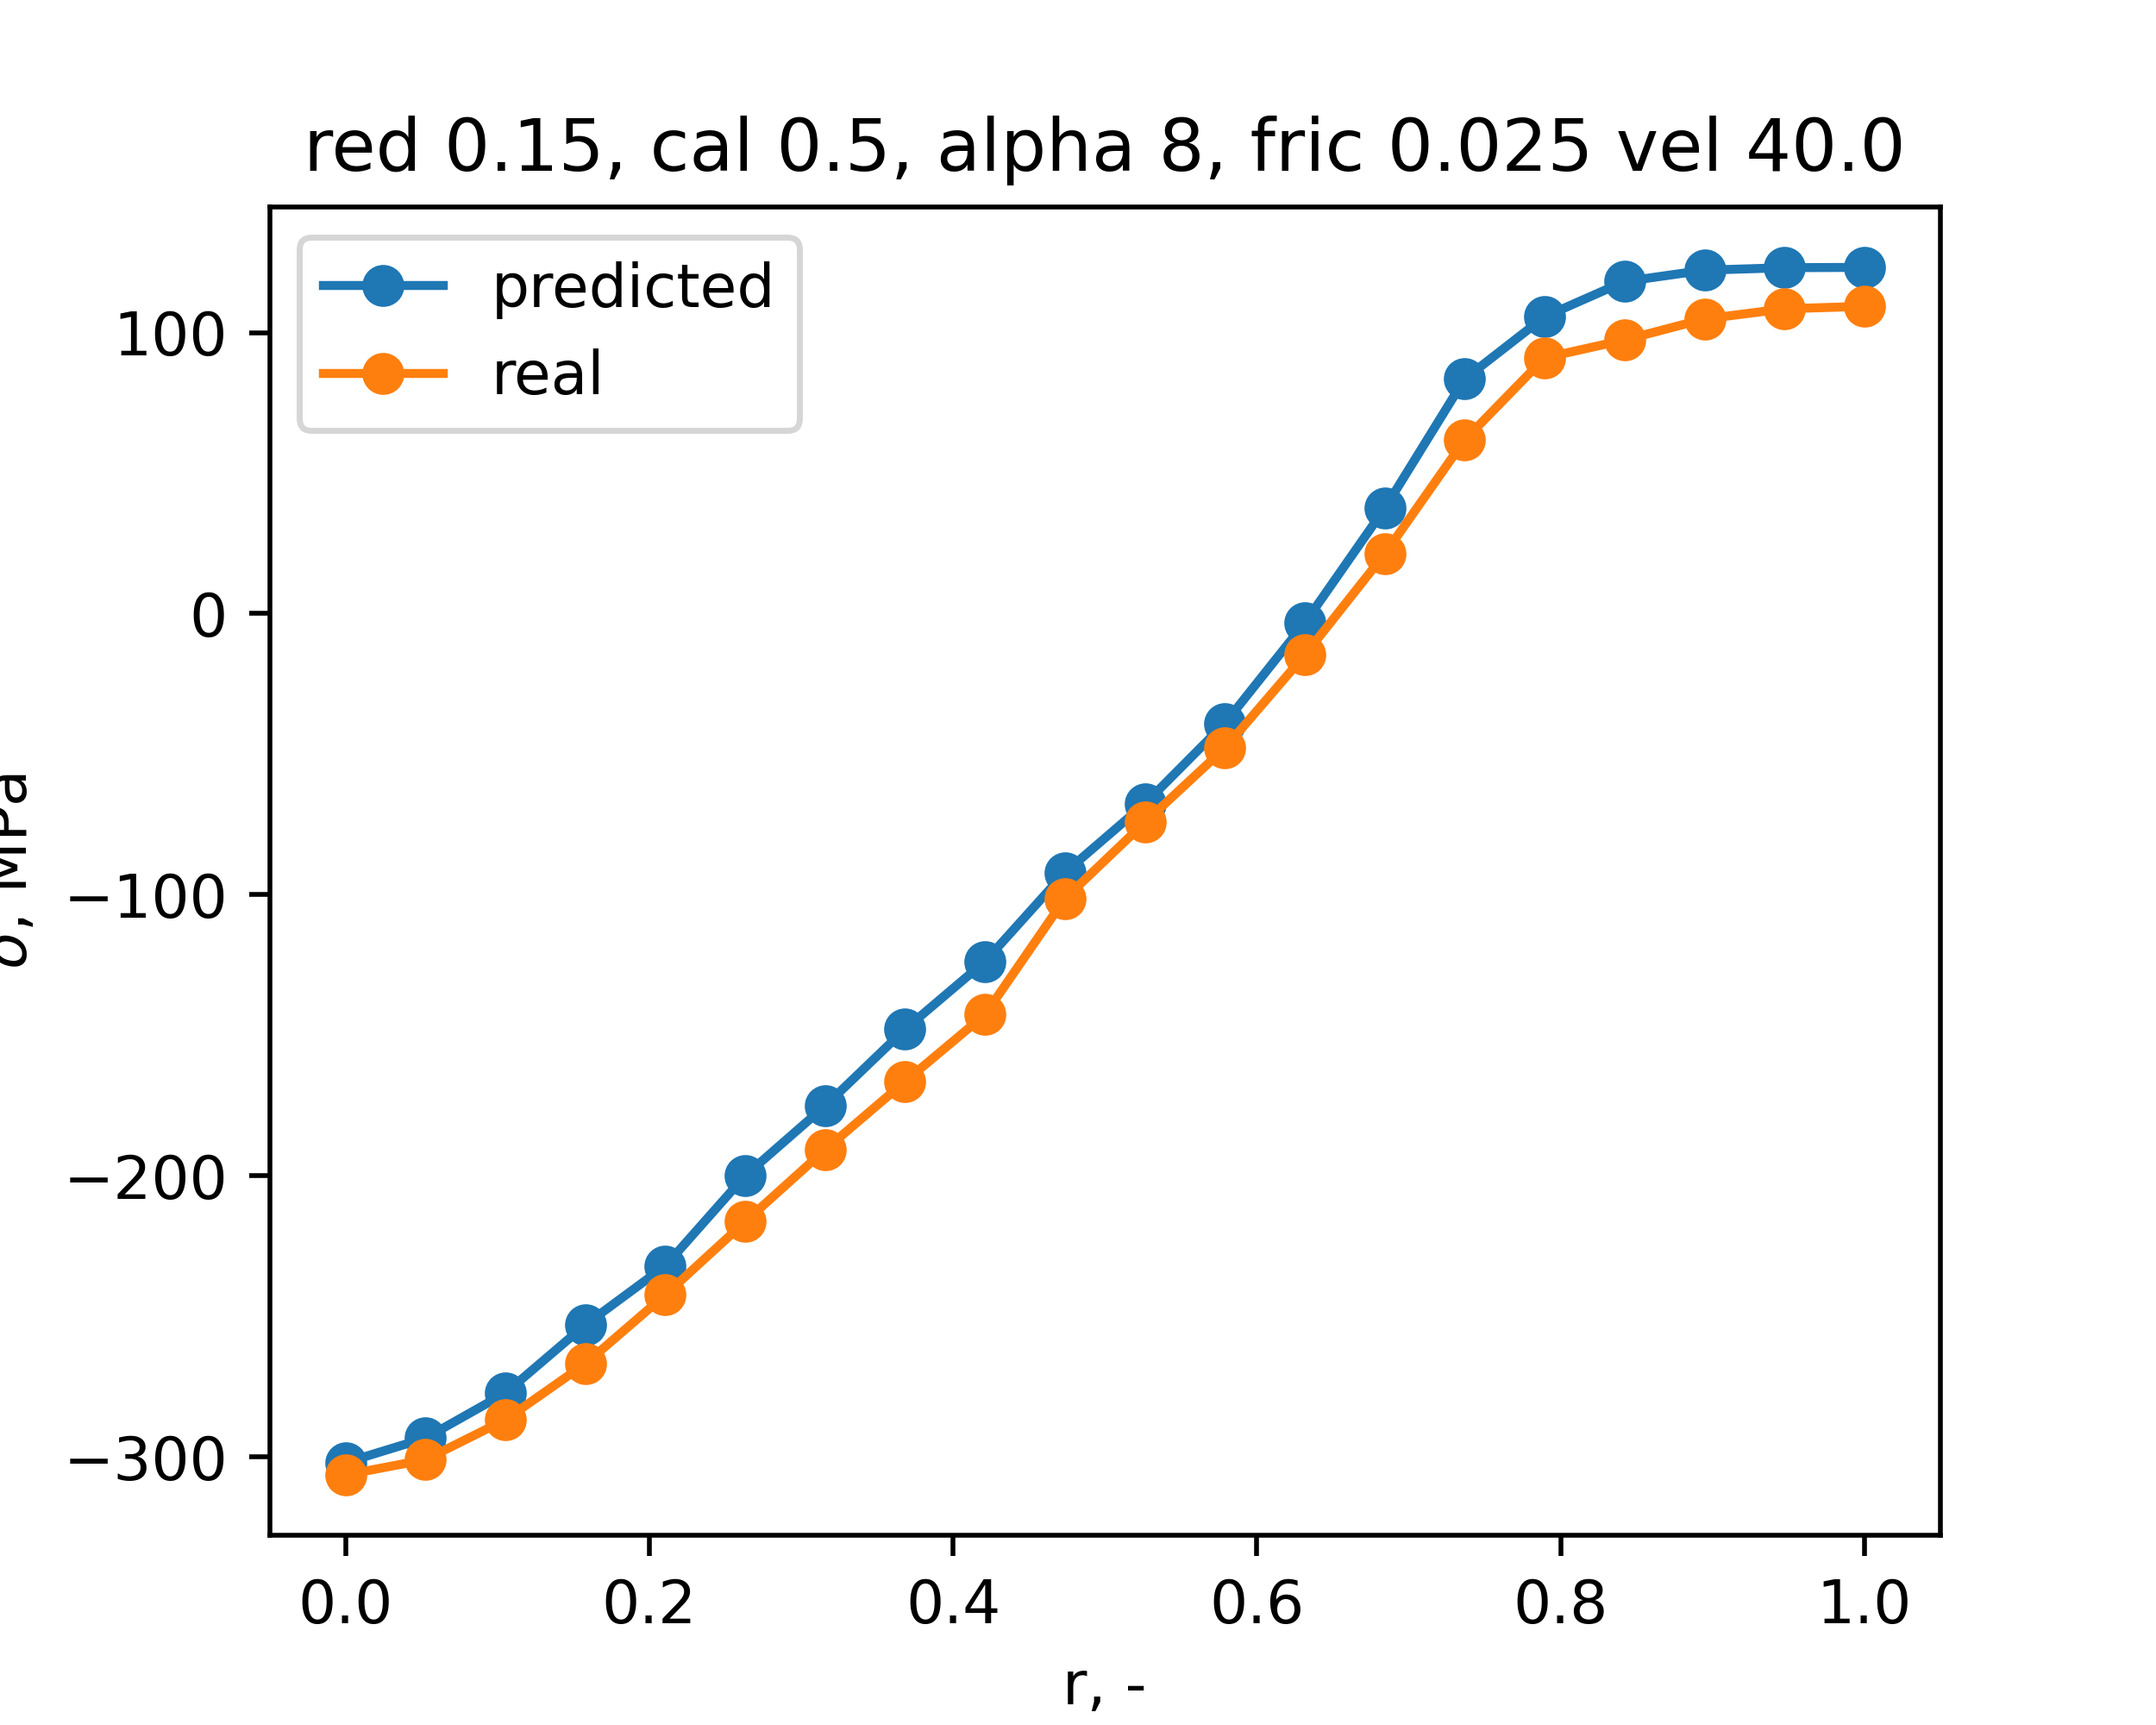 red 0.15, cal 0.5, alpha 8, fric 0.025 vel 40.0
predicted
real
100
0
−100
−200
−300
σ, MPa
0.0 0.2 0.4 0.6 0.8 1.0
r, -